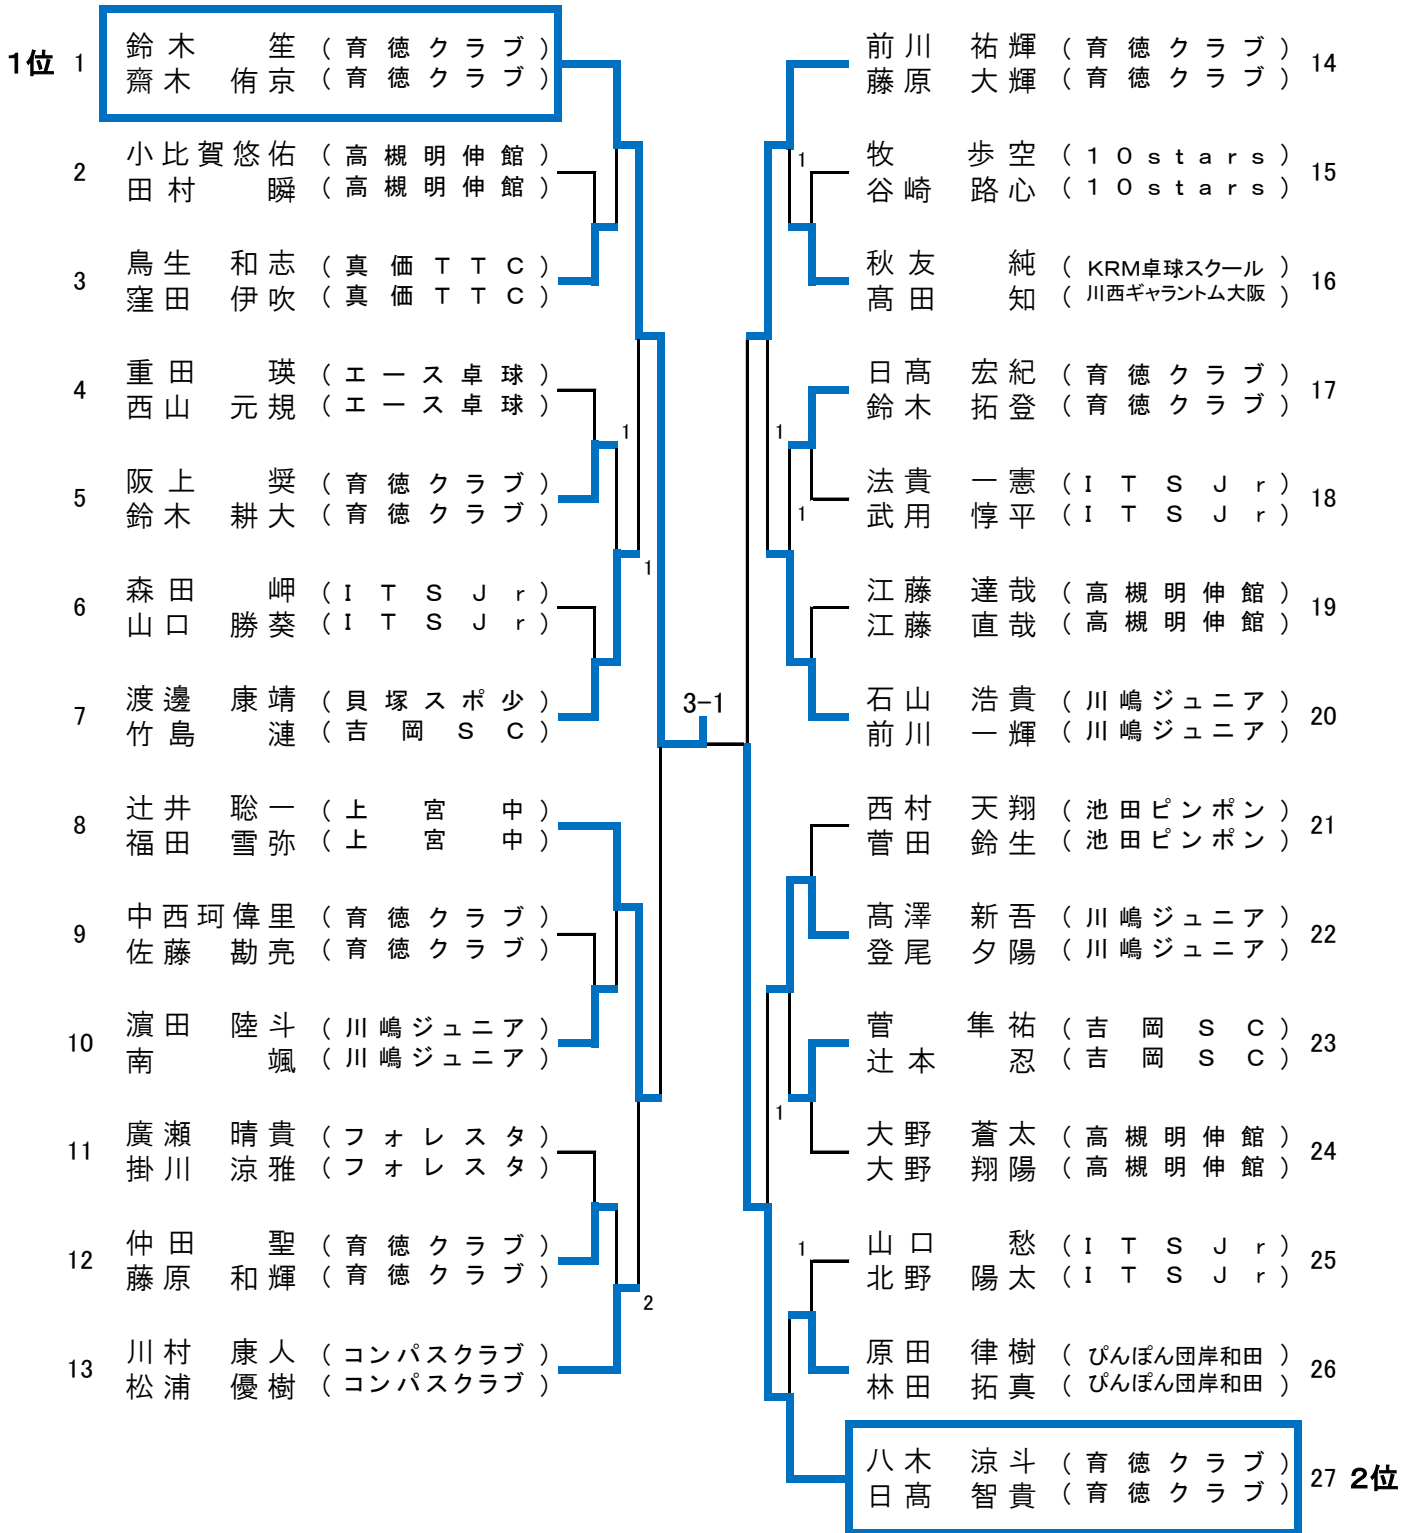 1位 1 鈴木 笙 (育徳クラブ)
齋木 侑京 (育徳クラブ)
2 小比賀悠佑 (高槻明伸館)
田村 瞬 (高槻明伸館)
3 鳥生 和志 (真価TTC)
窪田 伊吹 (真価TTC)
4 重田 瑛 (エース卓球)
西山 元規 (エース卓球)
1
5 阪上 奨 (育徳クラブ)
鈴木 耕大 (育徳クラブ)
1
6 森田 岬 (ITSJr)
山口 勝葵 (ITSJr)
7 渡邊 康靖 (貝塚スポ少)
竹島 漣 (吉岡SC)
8 辻井 聡一 (上宮中)
福田 雪弥 (上宮中)
9 中西珂偉里 (育徳クラブ)
佐藤 勘亮 (育徳クラブ)
10 濵田 陸斗 (川嶋ジュニア)
南 颯 (川嶋ジュニア)
11 廣瀬 晴貴 (フォレスタ)
掛川 涼雅 (フォレスタ)
12 仲田 聖 (育徳クラブ)
藤原 和輝 (育徳クラブ)
2
13 川村 康人 (コンパスクラブ)
松浦 優樹 (コンパスクラブ)
3-1
前川 祐輝 (育徳クラブ) 14
藤原 大輝 (育徳クラブ)
1
牧 歩空 (10stars) 15
谷崎 路心 (10stars)
秋友 純 (KRM卓球スクール) 16
髙田 知 (川西ギャラントム大阪)
日髙 宏紀 (育徳クラブ) 17
鈴木 拓登 (育徳クラブ)
1
法貴 一憲 (ITSJr) 18
武用 惇平 (ITSJr)
1
江藤 達哉 (高槻明伸館) 19
江藤 直哉 (高槻明伸館)
石山 浩貴 (川嶋ジュニア) 20
前川 一輝 (川嶋ジュニア)
西村 天翔 (池田ピンポン) 21
菅田 鈴生 (池田ピンポン)
髙澤 新吾 (川嶋ジュニア) 22
登尾 夕陽 (川嶋ジュニア)
菅 隼祐 (吉岡SC) 23
辻本 忍 (吉岡SC)
1
大野 蒼太 (高槻明伸館) 24
大野 翔陽 (高槻明伸館)
1
山口 愁 (ITSJr) 25
北野 陽太 (ITSJr)
原田 律樹 (ぴんぽん団岸和田) 26
林田 拓真 (ぴんぽん団岸和田)
八木 涼斗 (育徳クラブ) 27 2位
日髙 智貴 (育徳クラブ)